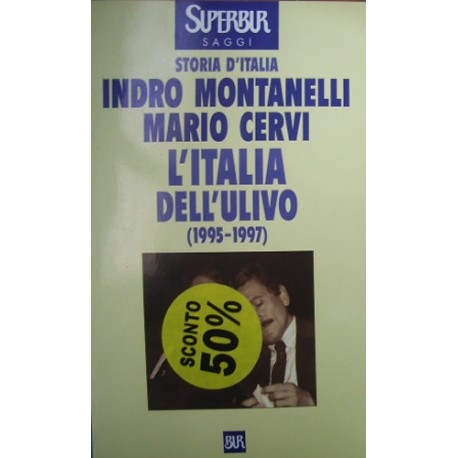 SUPERBUR
SAGGI
STORIA D'ITALIA
INDRO MONTANELLI
MARIO CERVI
L'ITALIA
DELL'ULIVO
(1995-1997)
SCONTO
50%
BUR